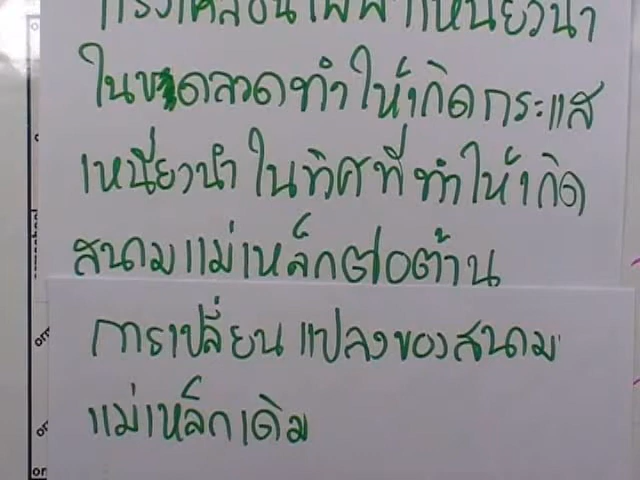 แรงเคลื่อนไฟฟ้าเหนี่ยวนำ
ในขดลวดทำให้เกิดกระแส
เหนี่ยวนำในทิศที่ทำให้เกิด
สนามแม่เหล็กต่อต้าน
การเปลี่ยนแปลงของสนาม
แม่เหล็กเดิม